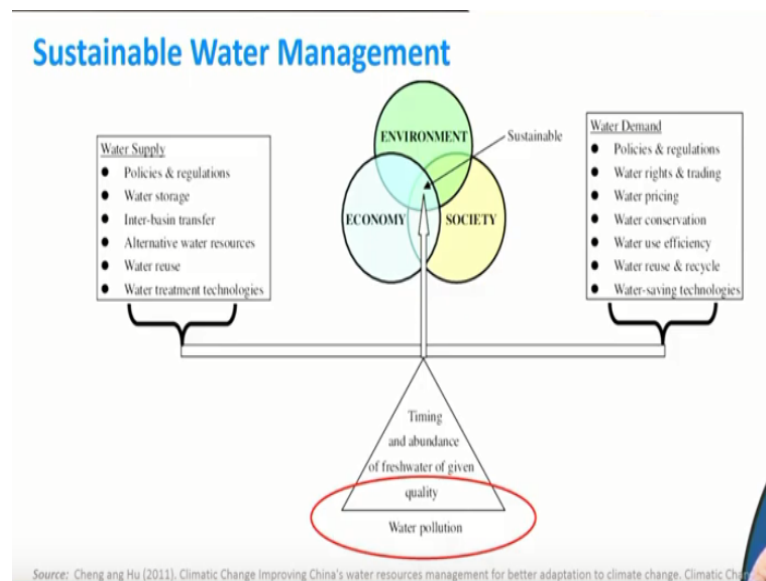 Sustainable Water Management
Water Supply
● Policies & regulations
● Water storage
● Inter-basin transfer
● Alternative water resources
● Water reuse
● Water treatment technologies
ENVIRONMENT
Sustainable
ECONOMY
SOCIETY
Water Demand
● Policies & regulations
● Water rights & trading
● Water pricing
● Water conservation
● Water use efficiency
● Water reuse & recycle
● Water-saving technologies
Timing
and abundance
of freshwater of given
quality
Water pollution
Source: Cheng ang Hu (2011). Climatic Change Improving China's water resources management for better adaptation to climate change. Climatic